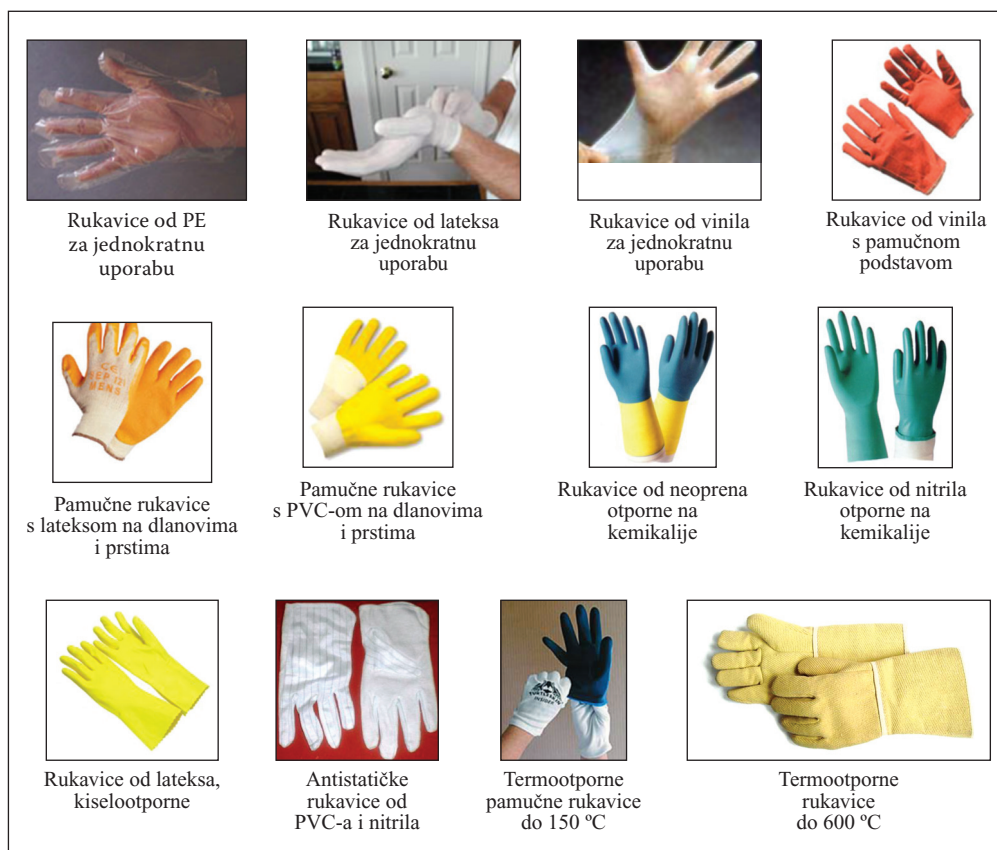 Rukavice od PE
za jednokratnu
uporabu
Rukavice od lateksa
za jednokratnu
uporabu
Rukavice od vinila
za jednokratnu
uporabu
Rukavice od vinila
s pamučnom
podstavom
MENS
Pamučne rukavice
s lateksom na dlanovima
i prstima
Pamučne rukavice
s PVC-om na dlanovima
i prstima
Rukavice od neoprena
otporne na
kemikalije
Rukavice od nitrila
otporne na
kemikalije
Rukavice od lateksa,
kiselootporne
Antistatičke
rukavice od
PVC-a i nitrila
Termootporne
pamučne rukavice
do 150 ºC
Termootporne
rukavice
do 600 ºC